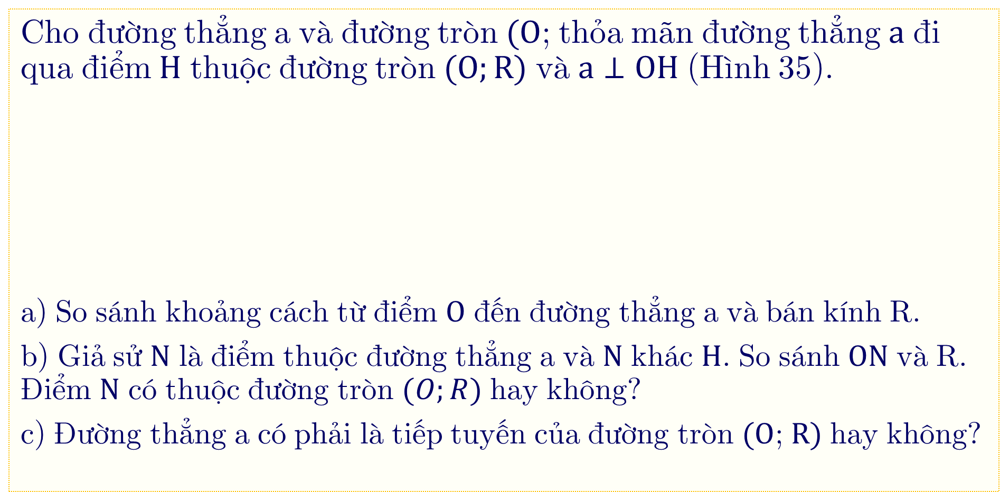 Cho đường thẳng a và đường tròn (O; thỏa mãn đường thẳng a đi
qua điểm H thuộc đường tròn (O; R) và a ⊥ OH (Hình 35).
a) So sánh khoảng cách từ điểm O đến đường thẳng a và bán kính R.
b) Giả sử N là điểm thuộc đường thẳng a và N khác H. So sánh ON và R.
Điểm N có thuộc đường tròn (O; R) hay không?
c) Đường thẳng a có phải là tiếp tuyến của đường tròn (O; R) hay không?